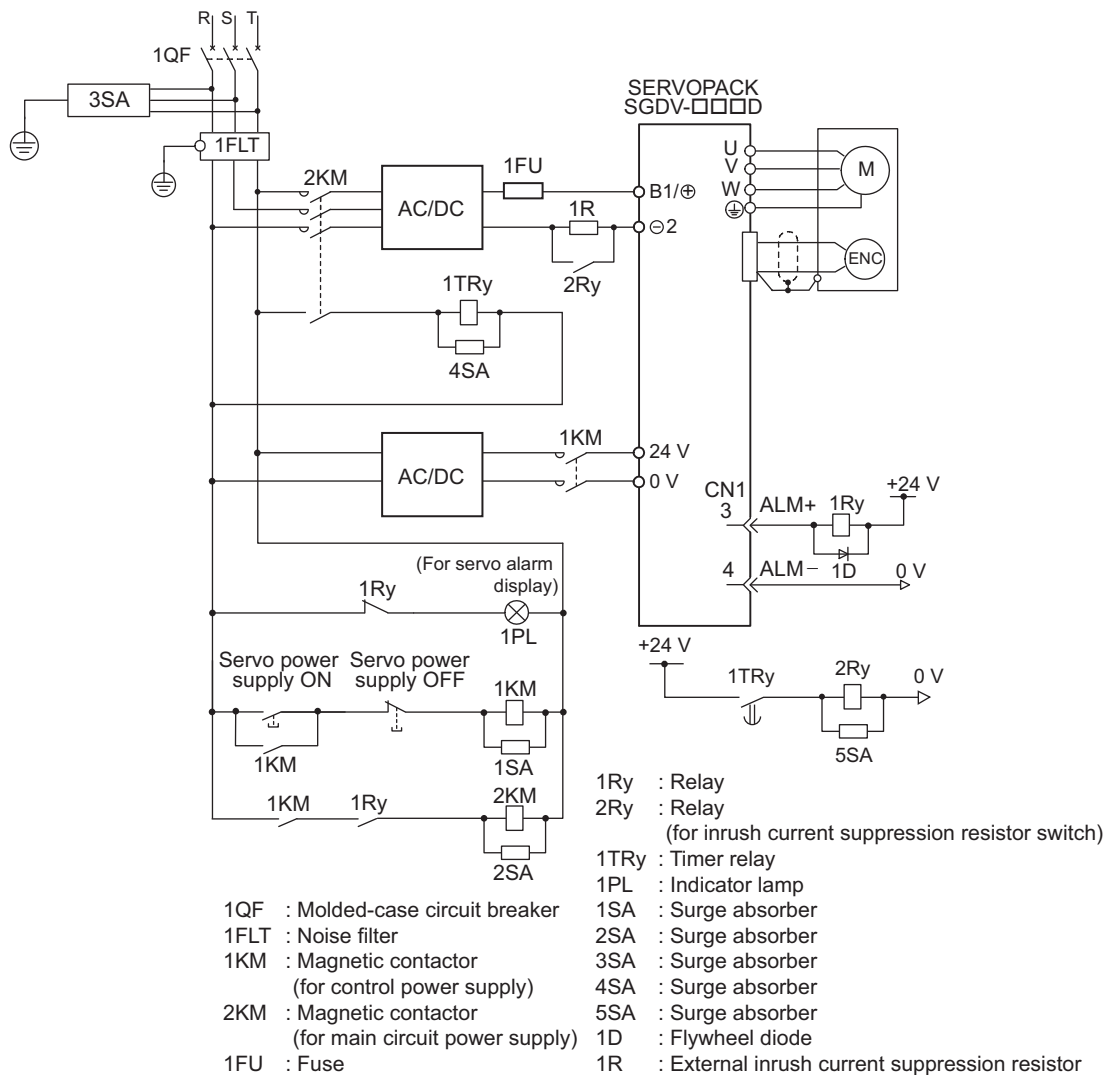 R S T
1QF
3SA
1FLT
2KM
AC/DC
1FU
1R
2Ry
SERVOPACK
SGDV-□□□D
B1/⊕
⊖2
U
V
W
M
ENC
1TRy
4SA
AC/DC
1KM
24 V
0 V
CN1
3
ALM+
1Ry
+24 V
1D
4
ALM−
0 V
(For servo alarm
display)
1Ry
1PL
Servo power
supply ON
Servo power
supply OFF
1KM
1KM
1SA
1KM
1Ry
2KM
2SA
+24 V
1TRy
2Ry
0 V
5SA
1QF : Molded-case circuit breaker
1FLT : Noise filter
1KM : Magnetic contactor
(for control power supply)
2KM : Magnetic contactor
(for main circuit power supply)
1FU : Fuse
1Ry : Relay
2Ry : Relay
(for inrush current suppression resistor switch)
1TRy : Timer relay
1PL : Indicator lamp
1SA : Surge absorber
2SA : Surge absorber
3SA : Surge absorber
4SA : Surge absorber
5SA : Surge absorber
1D : Flywheel diode
1R : External inrush current suppression resistor